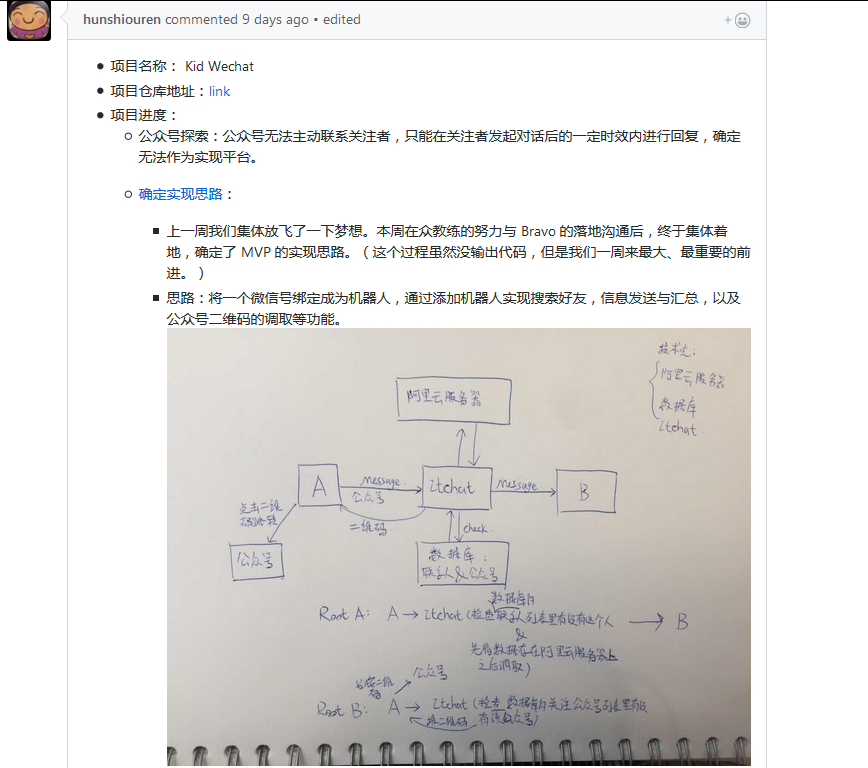 hunshiouren commented 9 days ago • edited
项目名称： Kid Wechat
项目仓库地址：link
项目进度：
公众号探索：公众号无法主动联系关注者，只能在关注者发起对话后的一定时效内进行回复，确定
无法作为实现平台。
确定实现思路：
上一周我们集体放飞了一下梦想。本周在众教练的努力与 Bravo 的落地沟通后，终于集体着
地，确定了 MVP 的实现思路。（这个过程虽然没输出代码，但是我们一周来最大、最重要的前
进。）
思路：将一个微信号绑定成为机器人，通过添加机器人实现搜索好友，信息发送与汇总，以及
公众号二维码的调取等功能。
技术尤：
阿里云服务器
数据库
Itchat
阿里云服务器
A
Message
公众号
二维码
Itchat
Message
B
点击二维
码跳转
公众号
check
数据库：
联系人&公众号
数据库内
Root A： A → Itchat (检查联系人列表里有没有这个人 → B
&
先将数据存在阿里云服务器上
之后调取)
公众号
长按二维
码
Root B： A → Itchat (检查数据库内关注公众号列表里有没
有该公众号)
二维码